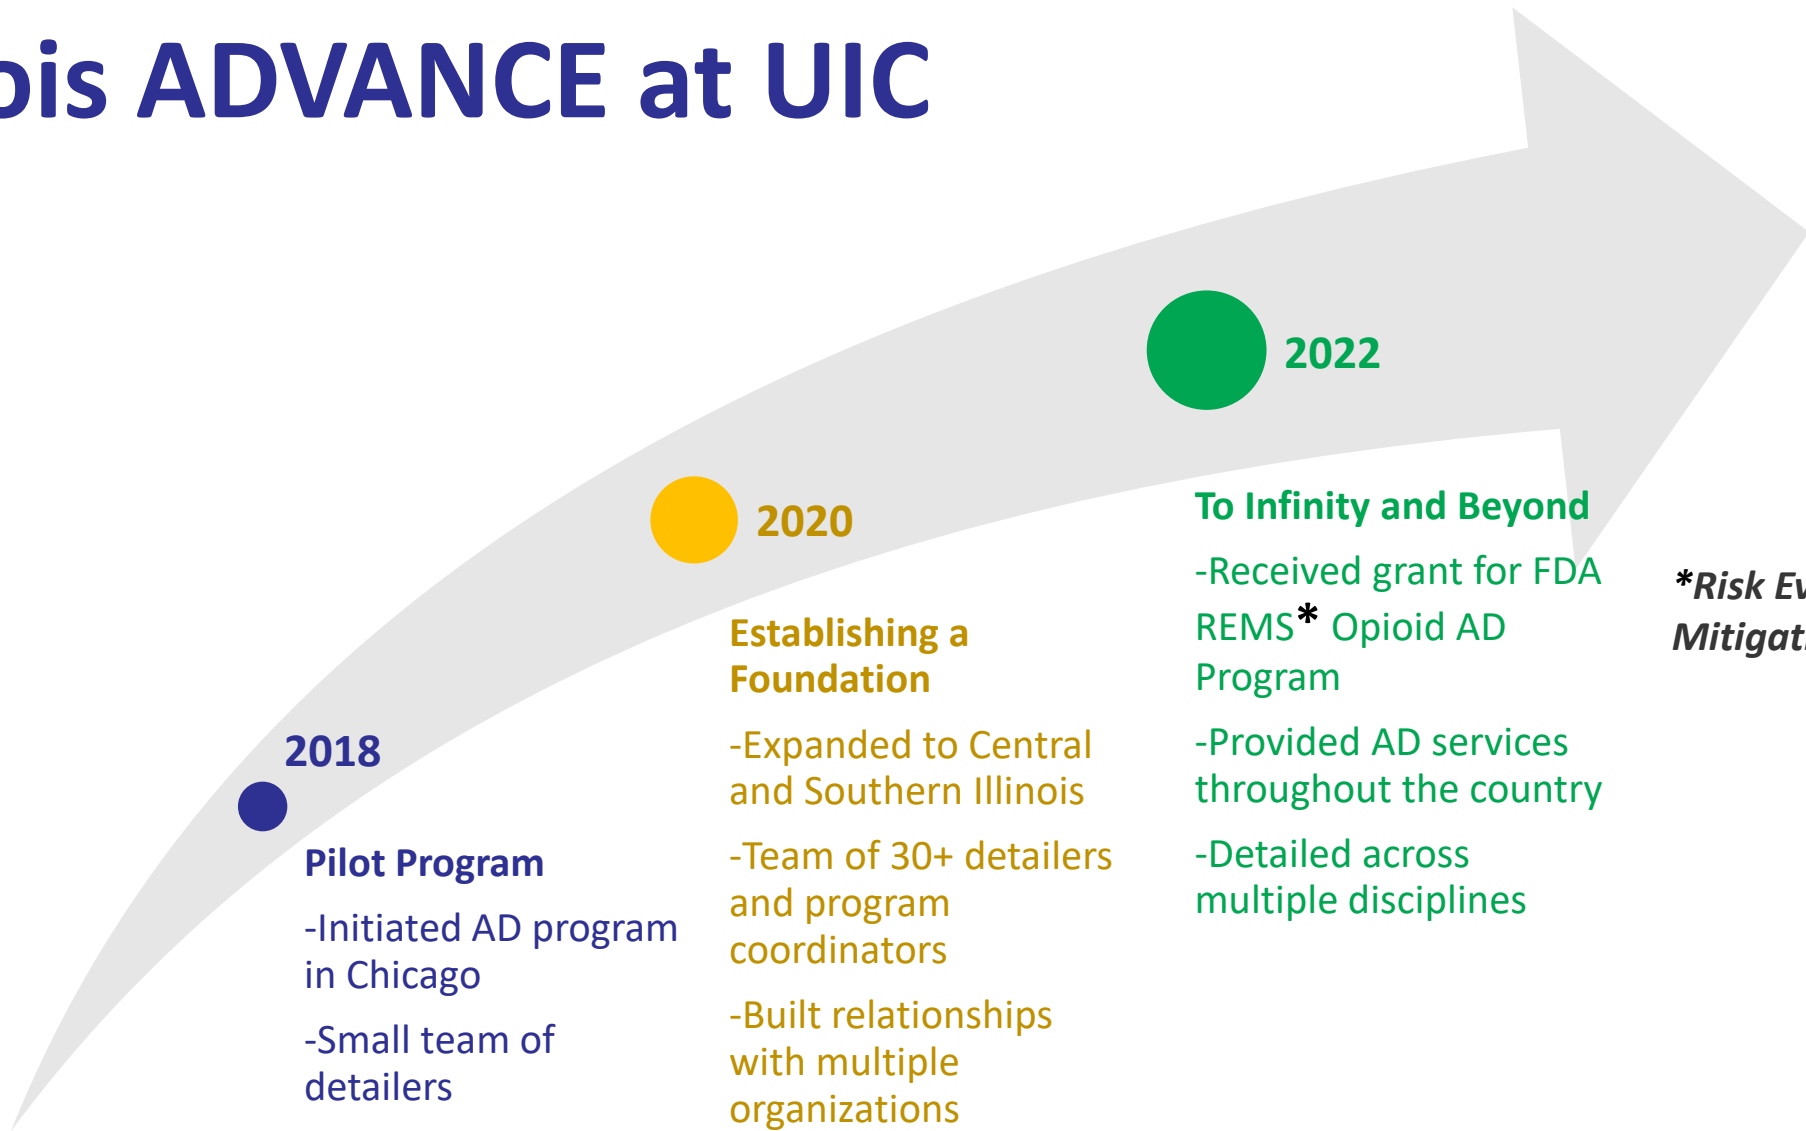 ois ADVANCE at UIC
2018
Pilot Program
-Initiated AD program
in Chicago
-Small team of
detailers
2020
Establishing a
Foundation
-Expanded to Central
and Southern Illinois
-Team of 30+ detailers
and program
coordinators
-Built relationships
with multiple
organizations
2022
To Infinity and Beyond
-Received grant for FDA
REMS* Opioid AD
Program
-Provided AD services
throughout the country
-Detailed across
multiple disciplines
*Risk Ev
Mitigat